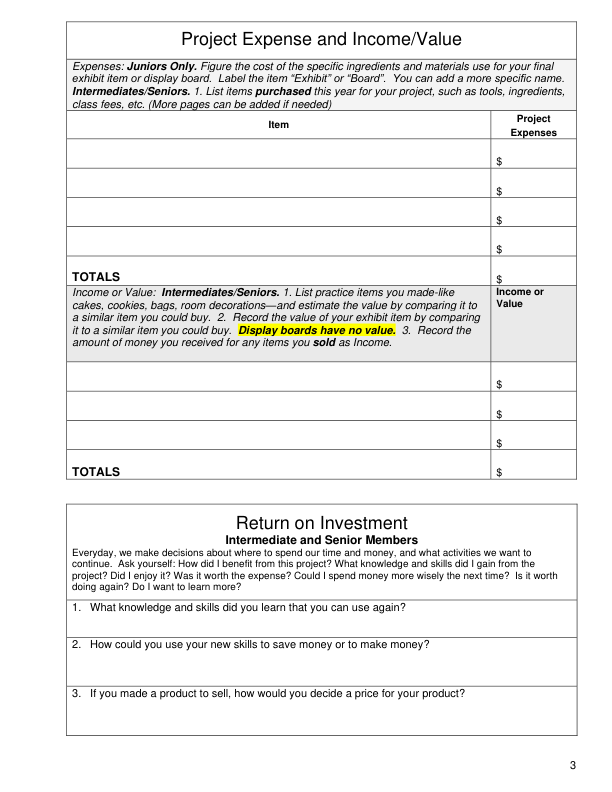 Project Expense and Income/Value
Expenses: Juniors Only. Figure the cost of the specific ingredients and materials use for your final
exhibit item or display board.  Label the item “Exhibit” or “Board”.  You can add a more specific name.
Intermediates/Seniors. 1. List items purchased this year for your project, such as tools, ingredients,
class fees, etc. (More pages can be added if needed)
Item
Project
Expenses
$
$
$
$
TOTALS
$
Income or Value:  Intermediates/Seniors. 1. List practice items you made-like
cakes, cookies, bags, room decorations—and estimate the value by comparing it to
a similar item you could buy.  2.  Record the value of your exhibit item by comparing
it to a similar item you could buy.  Display boards have no value.  3.  Record the
amount of money you received for any items you sold as Income.
Income or
Value
$
$
$
TOTALS
$
Return on Investment
Intermediate and Senior Members
Everyday, we make decisions about where to spend our time and money, and what activities we want to
continue.  Ask yourself: How did I benefit from this project? What knowledge and skills did I gain from the
project? Did I enjoy it? Was it worth the expense? Could I spend money more wisely the next time?  Is it worth
doing again? Do I want to learn more?
1.  What knowledge and skills did you learn that you can use again?
2.  How could you use your new skills to save money or to make money?
3.  If you made a product to sell, how would you decide a price for your product?
3